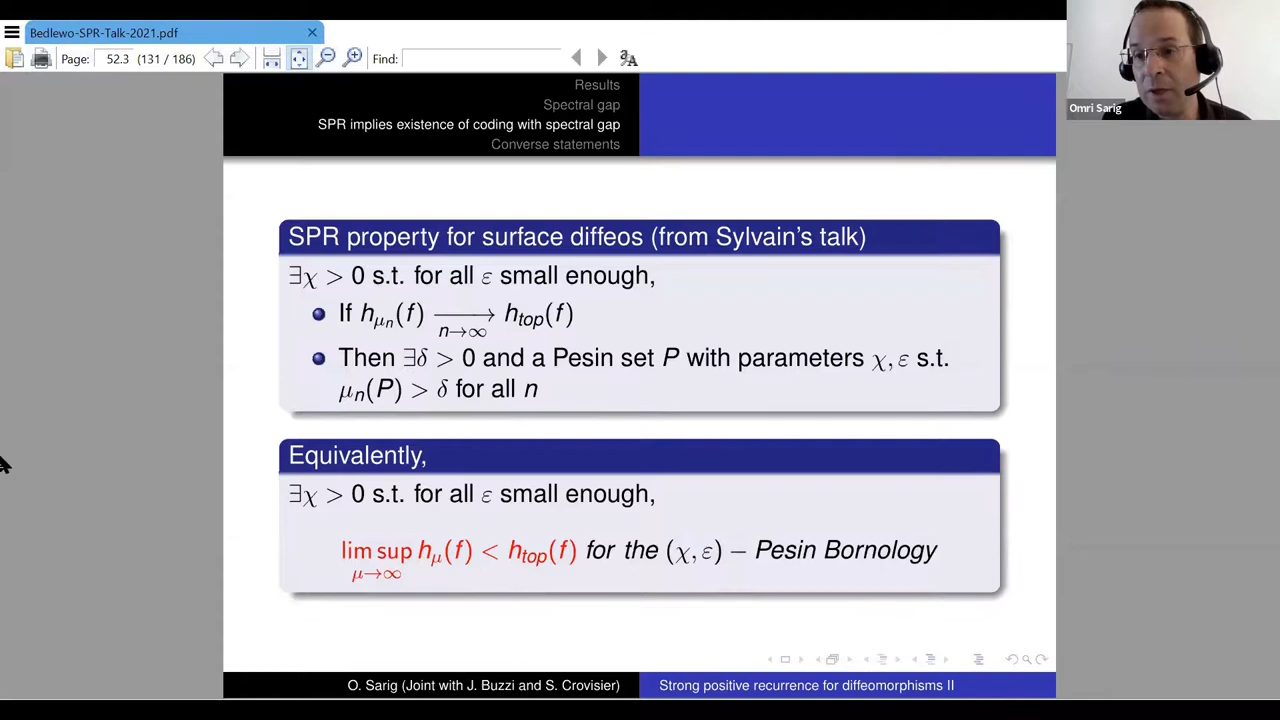 Bedlewo-SPR-Talk-2021.pdf
Page: 52.3 (131 / 186) Find:
Omri Sarig
Results
Spectral gap
SPR implies existence of coding with spectral gap
Converse statements
SPR property for surface diffeos (from Sylvain's talk)
∃χ > 0 s.t. for all ε small enough,
If h_{μ_n}(f) ⟶_{n→∞} h_{top}(f)
Then ∃δ > 0 and a Pesin set P with parameters χ, ε s.t.
μ_n(P) > δ for all n
Equivalently,
∃χ > 0 s.t. for all ε small enough,
lim sup_{μ→∞} h_μ(f) < h_{top}(f) for the (χ, ε) − Pesin Bornology
O. Sarig (Joint with J. Buzzi and S. Crovisier)
Strong positive recurrence for diffeomorphisms II